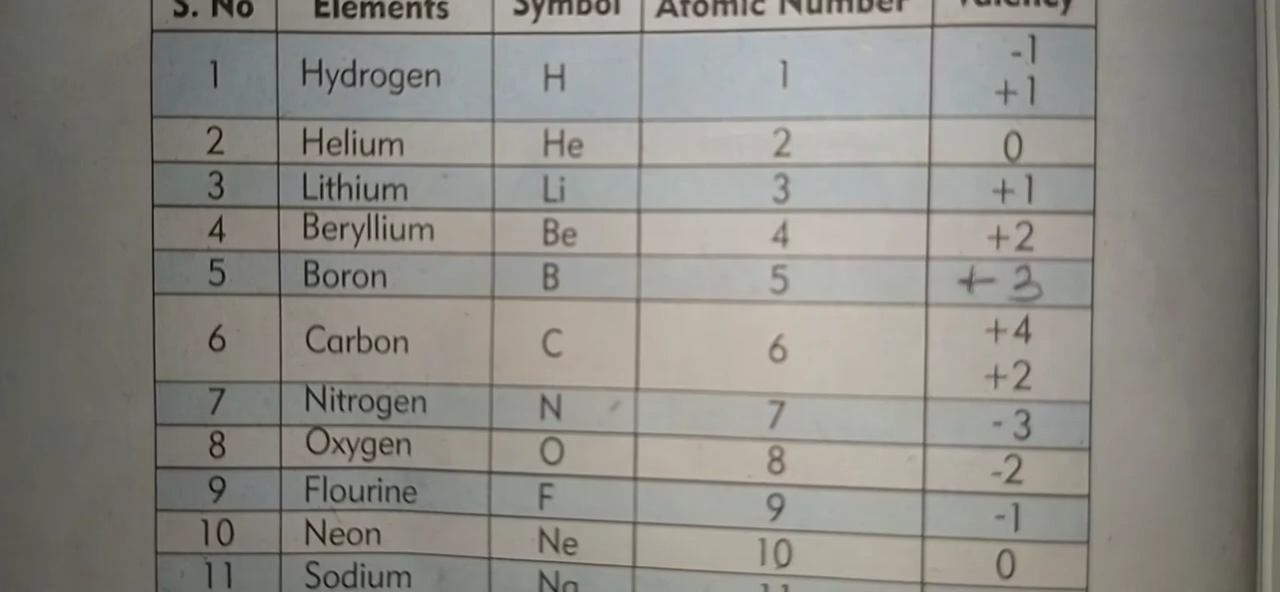 S. No Elements Symbol Atomic Number Valency
1 Hydrogen H 1 -1 +1
2 Helium He 2 0
3 Lithium Li 3 +1
4 Beryllium Be 4 +2
5 Boron B 5 +3
6 Carbon C 6 +4 +2
7 Nitrogen N 7 -3
8 Oxygen O 8 -2
9 Flourine F 9 -1
10 Neon Ne 10 0
11 Sodium Na 11